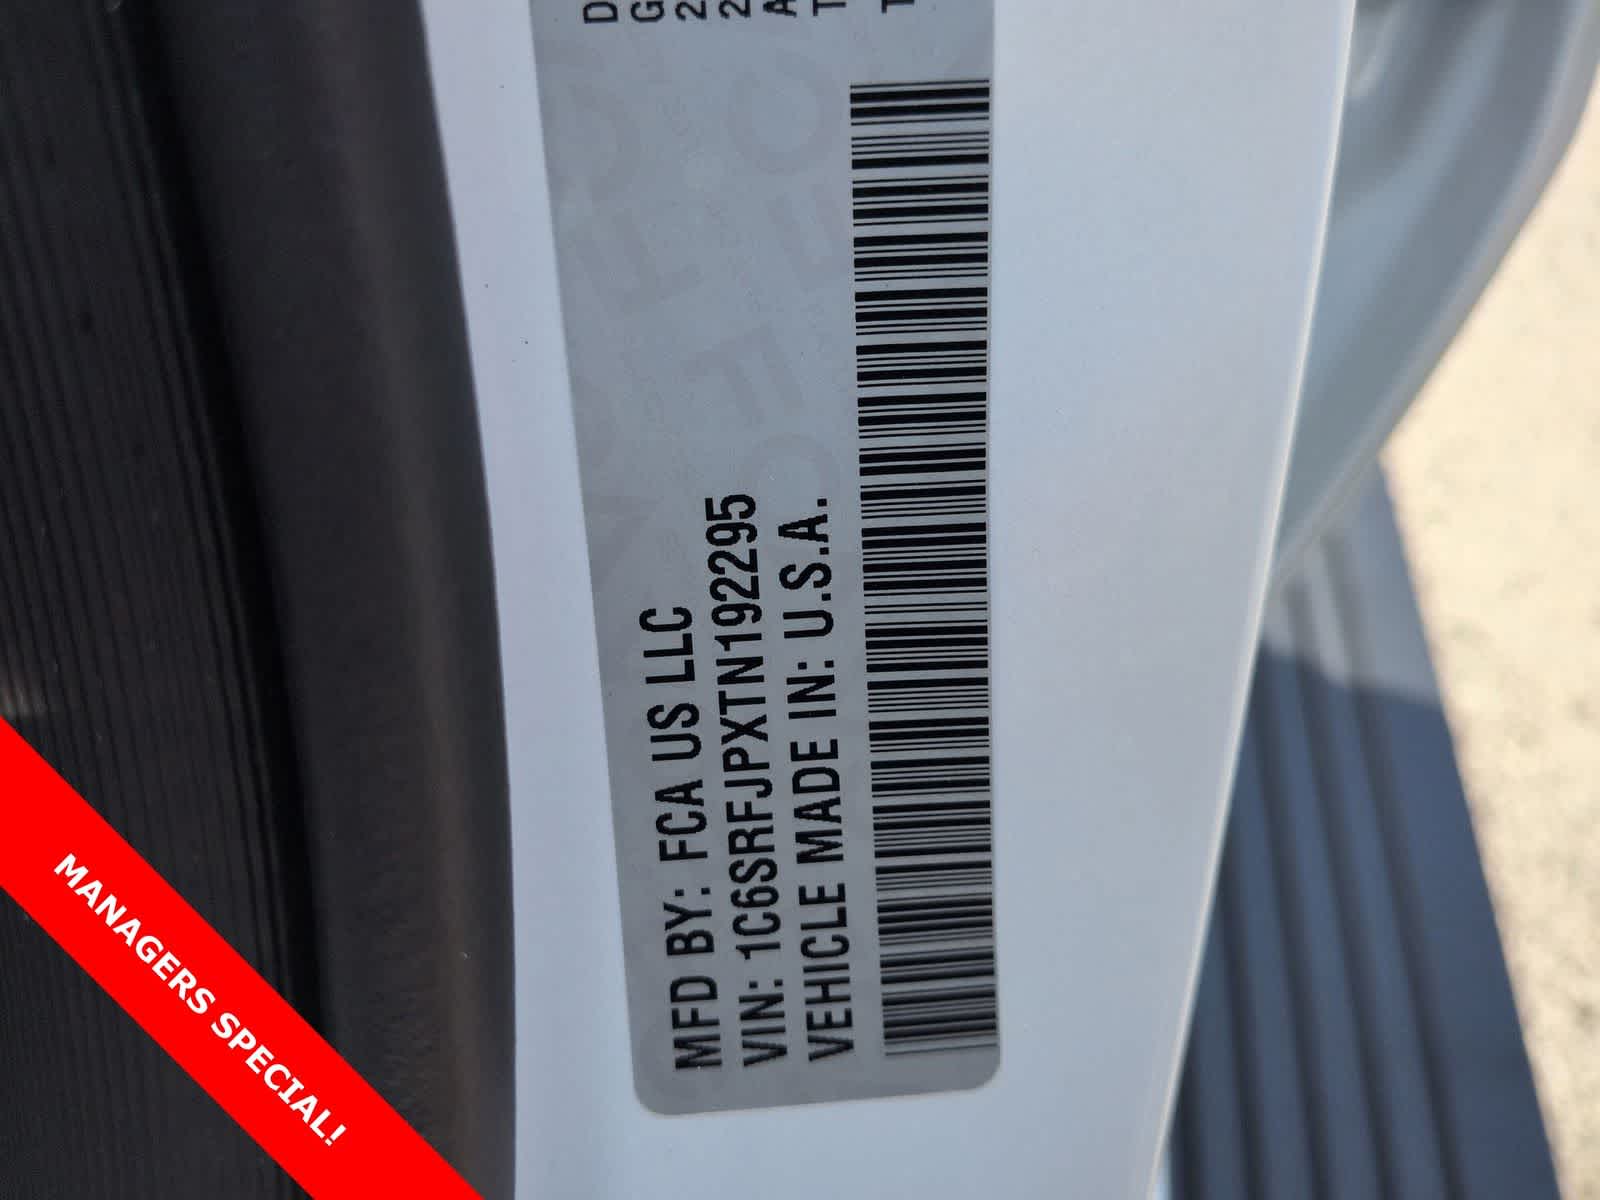 MFD BY: FCA US LLC
VIN: 1C6SRFJPXTN192295
VEHICLE MADE IN: U.S.A.
MANAGERS SPECIAL!